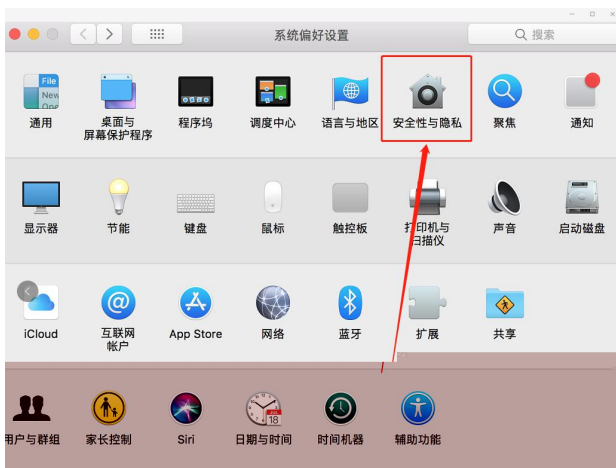 系统偏好设置
搜索
File
New
One
通用
桌面与
屏幕保护程序
程序坞
调度中心
语言与地区
安全性与隐私
聚焦
通知
显示器
节能
键盘
鼠标
触控板
打印机与
扫描仪
声音
启动磁盘
iCloud
互联网
帐户
App Store
网络
蓝牙
扩展
共享
用户与群组
家长控制
Siri
日期与时间
时间机器
辅助功能
18